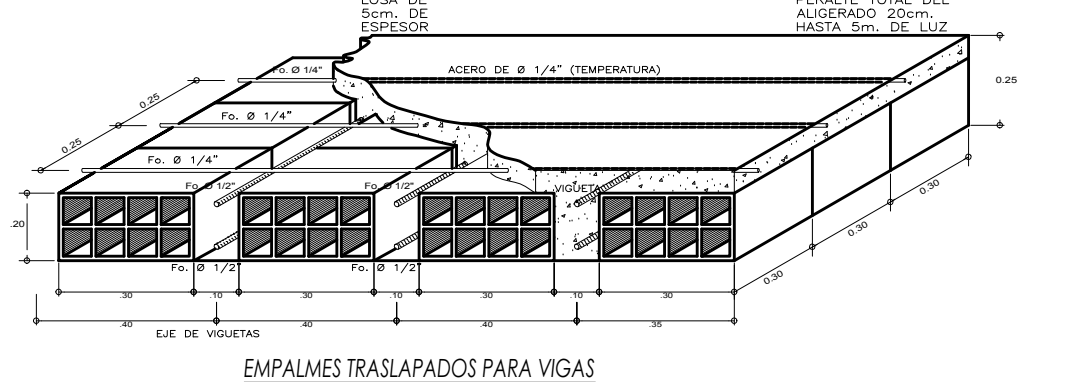 LOSA DE
5cm. DE
ESPESOR
PERALTE TOTAL DEL
ALIGERADO 20cm.
HASTA 5m. DE LUZ
Fo. Ø 1/4"
ACERO DE Ø 1/4" (TEMPERATURA)
0.25
0.25
Fo. Ø 1/4"
0.25
Fo. Ø 1/4"
Fo. Ø 1/2"
Fo. Ø 1/2"
VIGUETA
0.30
.20
0.30
Fo. Ø 1/2"
Fo. Ø 1/2"
0.30
.30
.10
.30
.10
.30
.10
.30
.40
.40
.40
.35
EJE DE VIGUETAS
EMPALMES TRASLAPADOS PARA VIGAS